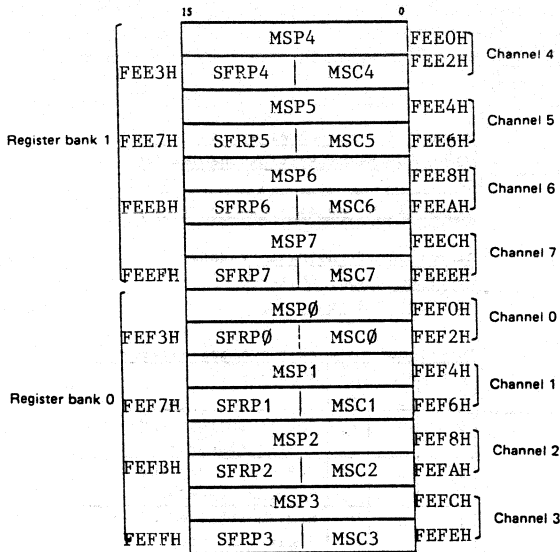 15 0
MSP4 FEE0H
FEE2H Channel 4
FEE3H SFRP4 MSC4
MSP5 FEE4H
Channel 5
Register bank 1 FEE7H SFRP5 MSC5 FEE6H
MSP6 FEE8H
Channel 6
FEEBH SFRP6 MSC6 FEEAH
MSP7 FEECH
Channel 7
FEEFH SFRP7 MSC7 FEEEH
MSPØ FEF0H
Channel 0
FEF3H SFRPØ MSCØ FEF2H
MSP1 FEF4H
Channel 1
Register bank 0 FEF7H SFRP1 MSC1 FEF6H
MSP2 FEF8H
Channel 2
FEFBH SFRP2 MSC2 FEFAH
MSP3 FEFCH
Channel 3
FEFFH SFRP3 MSC3 FEFEH